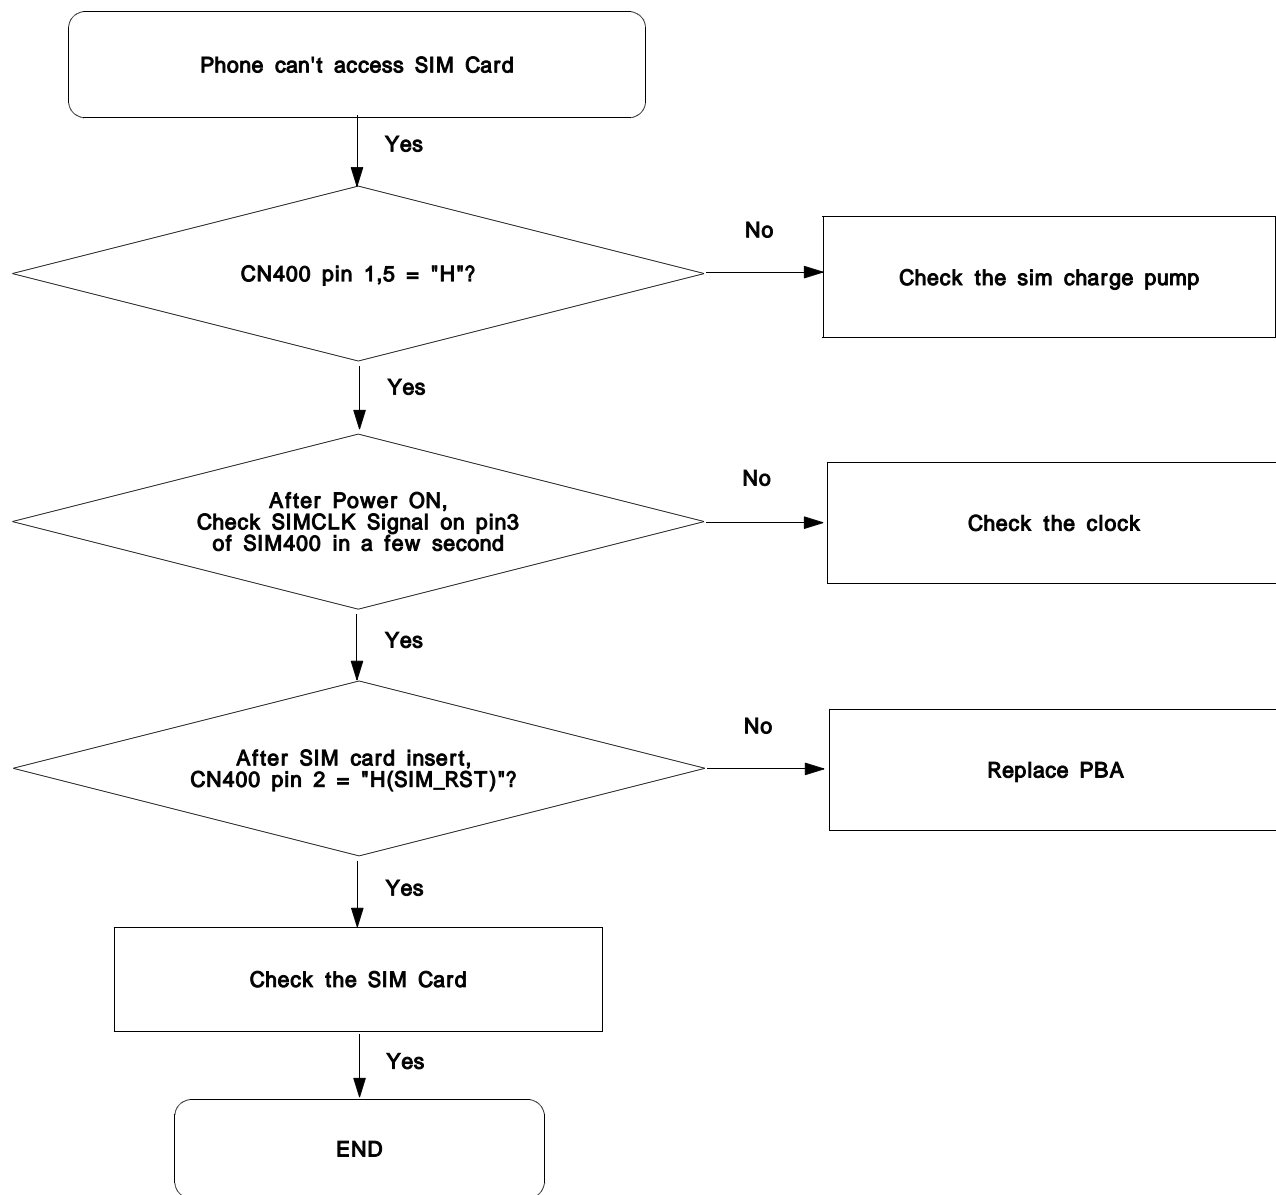 Phone can't access SIM Card
Yes
CN400 pin 1,5 = "H"?
No
Check the sim charge pump
Yes
After Power ON,
Check SIMCLK Signal on pin3
of SIM400 in a few second
No
Check the clock
Yes
After SIM card insert,
CN400 pin 2 = "H(SIM_RST)"?
No
Replace PBA
Yes
Check the SIM Card
Yes
END